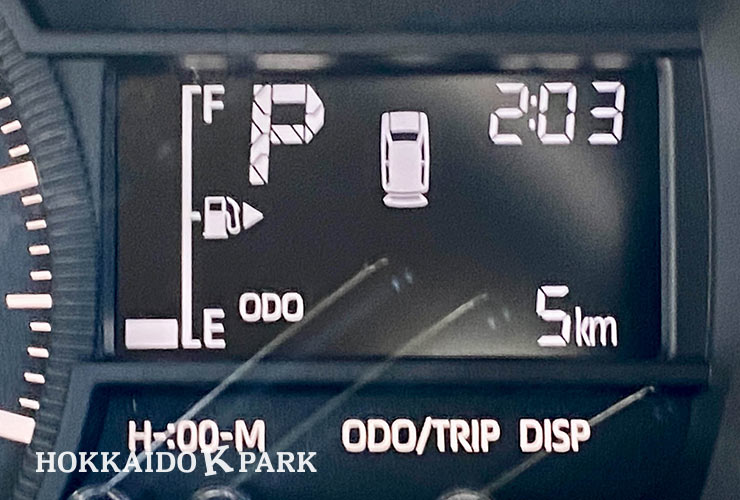 F
P
2:03
ODO
E
5km
H-:00-M
ODO/TRIP DISP
HOKKAIDO K PARK